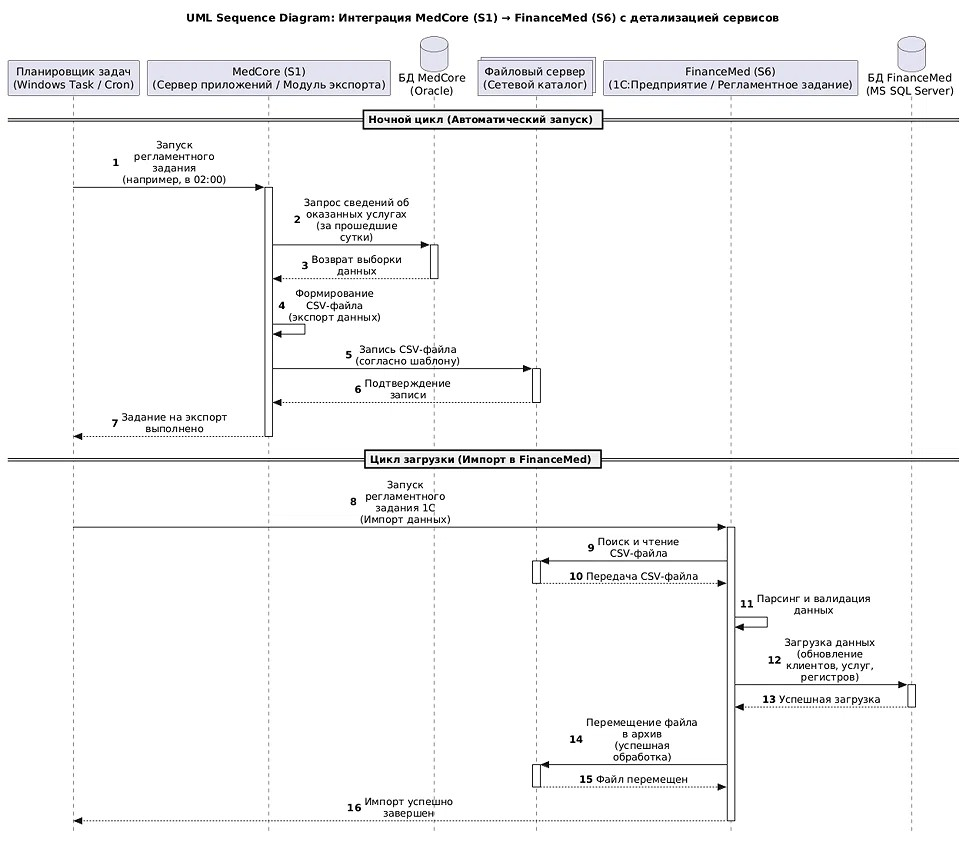 UML Sequence Diagram: Интеграция MedCore (S1) → FinanceMed (S6) с детализацией сервисов
Планировщик задач
(Windows Task / Cron)
MedCore (S1)
(Сервер приложений / Модуль экспорта)
БД MedCore
(Oracle)
Файловый сервер
(Сетевой каталог)
FinanceMed (S6)
(1С:Предприятие / Регламентное задание)
БД FinanceMed
(MS SQL Server)
Ночной цикл (Автоматический запуск)
1
Запуск
регламентного
задания
(например, в 02:00)
2
Запрос сведений об
оказанных услугах
(за прошедшие
сутки)
3
Возврат выборки
данных
4
Формирование
CSV-файла
(экспорт данных)
5
Запись CSV-файла
(согласно шаблону)
6
Подтверждение
записи
7
Задание на экспорт
выполнено
Цикл загрузки (Импорт в FinanceMed)
8
Запуск
регламентного
задания 1С
(Импорт данных)
9
Поиск и чтение
CSV-файла
10 Передача CSV-файла
11
Парсинг и валидация
данных
12
Загрузка данных
(обновление
клиентов, услуг,
регистров)
13 Успешная загрузка
14
Перемещение файла
в архив
(успешная
обработка)
15 Файл перемещен
16
Импорт успешно
завершен